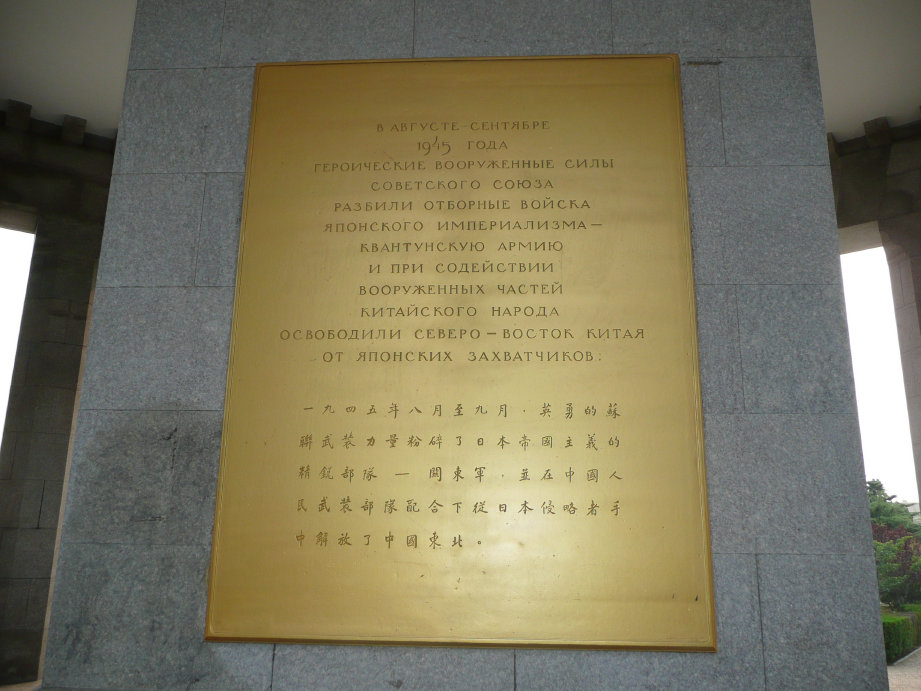 В АВГУСТЕ-СЕНТЯБРЕ
1945 ГОДА
ГЕРОИЧЕСКИЕ ВООРУЖЕННЫЕ СИЛЫ
СОВЕТСКОГО СОЮЗА
РАЗБИЛИ ОТБОРНЫЕ ВОЙСКА
ЯПОНСКОГО ИМПЕРИАЛИЗМА—
КВАНТУНСКУЮ АРМИЮ
И ПРИ СОДЕЙСТВИИ
ВООРУЖЕННЫХ ЧАСТЕЙ
КИТАЙСКОГО НАРОДА
ОСВОБОДИЛИ СЕВЕРО—ВОСТОК КИТАЯ
ОТ ЯПОНСКИХ ЗАХВАТЧИКОВ.
一九四五年八月至九月，英勇的蘇
聯武裝力量粉碎了日本帝國主義的
精銳部隊—関東軍，並在中國人
民武裝部隊配合下從日本侵略者手
中解放了中國東北。